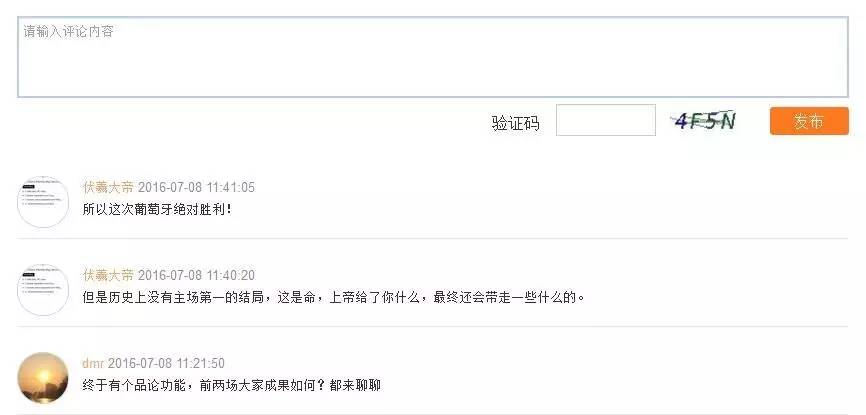 请输入评论内容
验证码 4F5N 发布
伏羲大帝 2016-07-08 11:41:05
所以这次葡萄牙绝对胜利！
伏羲大帝 2016-07-08 11:40:20
但是历史上没有主场第一的结局，这是命，上帝给了你什么，最终还会带走一些什么的。
dmr 2016-07-08 11:21:50
终于有个品论功能，前两场大家成果如何？都来聊聊